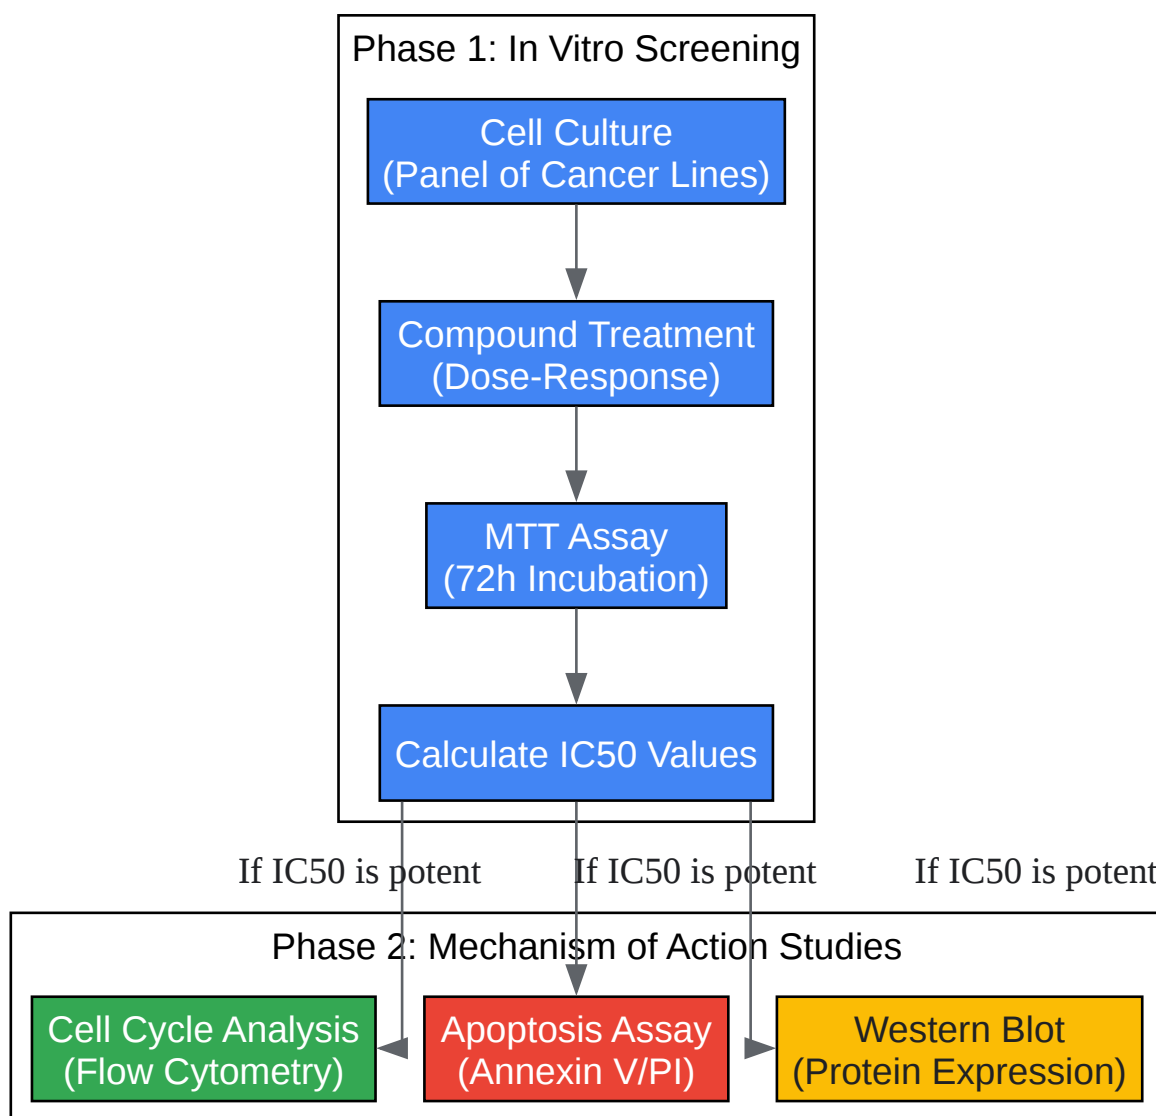 Phase 1: In Vitro Screening
Cell Culture
(Panel of Cancer Lines)
Compound Treatment
(Dose-Response)
MTT Assay
(72h Incubation)
Calculate IC50 Values
If IC50 is potent
If IC50 is potent
If IC50 is potent
Phase 2: Mechanism of Action Studies
Cell Cycle Analysis
(Flow Cytometry)
Apoptosis Assay
(Annexin V/PI)
Western Blot
(Protein Expression)